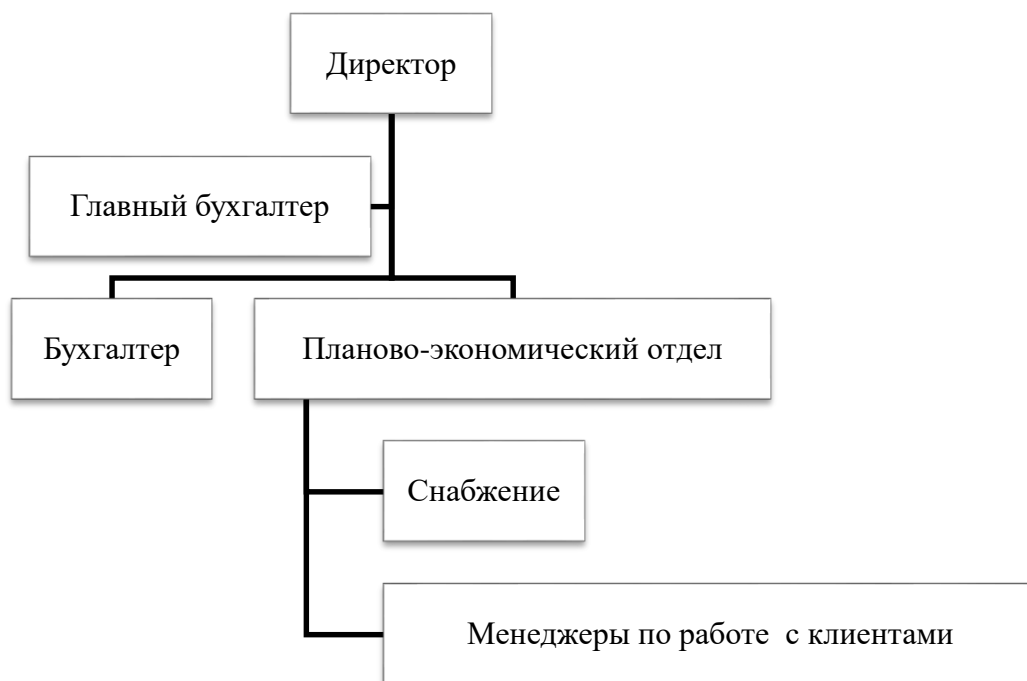 Директор
Главный бухгалтер
Бухгалтер
Планово-экономический отдел
Снабжение
Менеджеры по работе  с клиентами